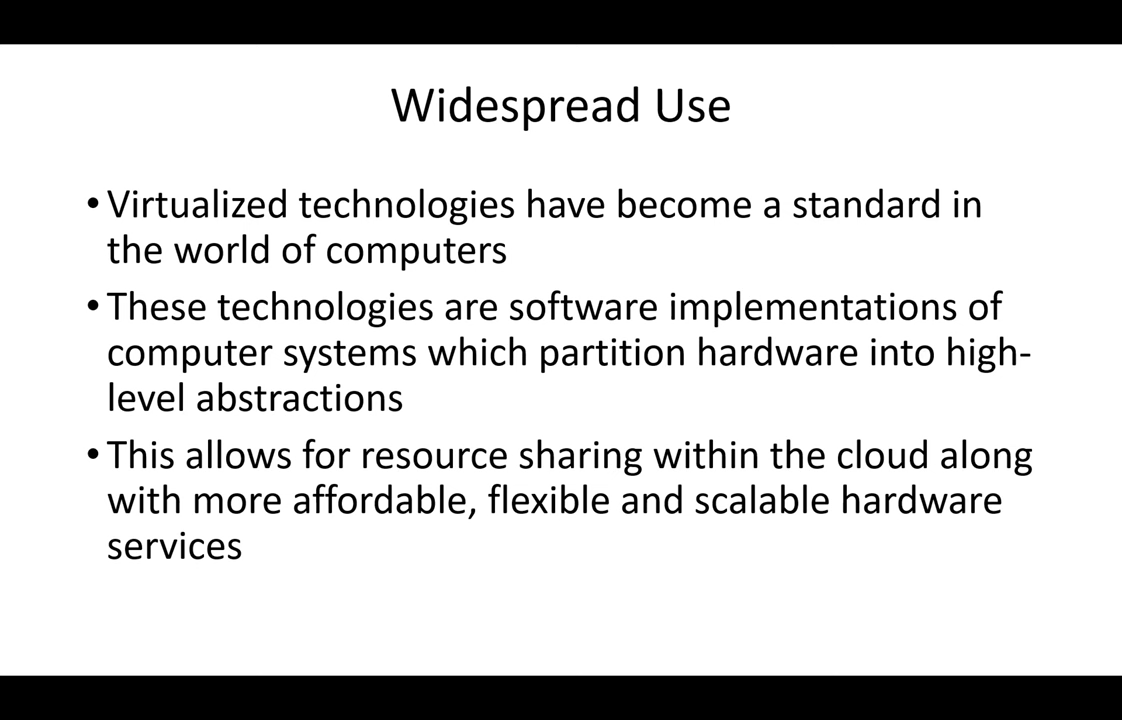 Widespread Use
•Virtualized technologies have become a standard in
the world of computers
•These technologies are software implementations of
computer systems which partition hardware into high-
level abstractions
•This allows for resource sharing within the cloud along
with more affordable, flexible and scalable hardware
services